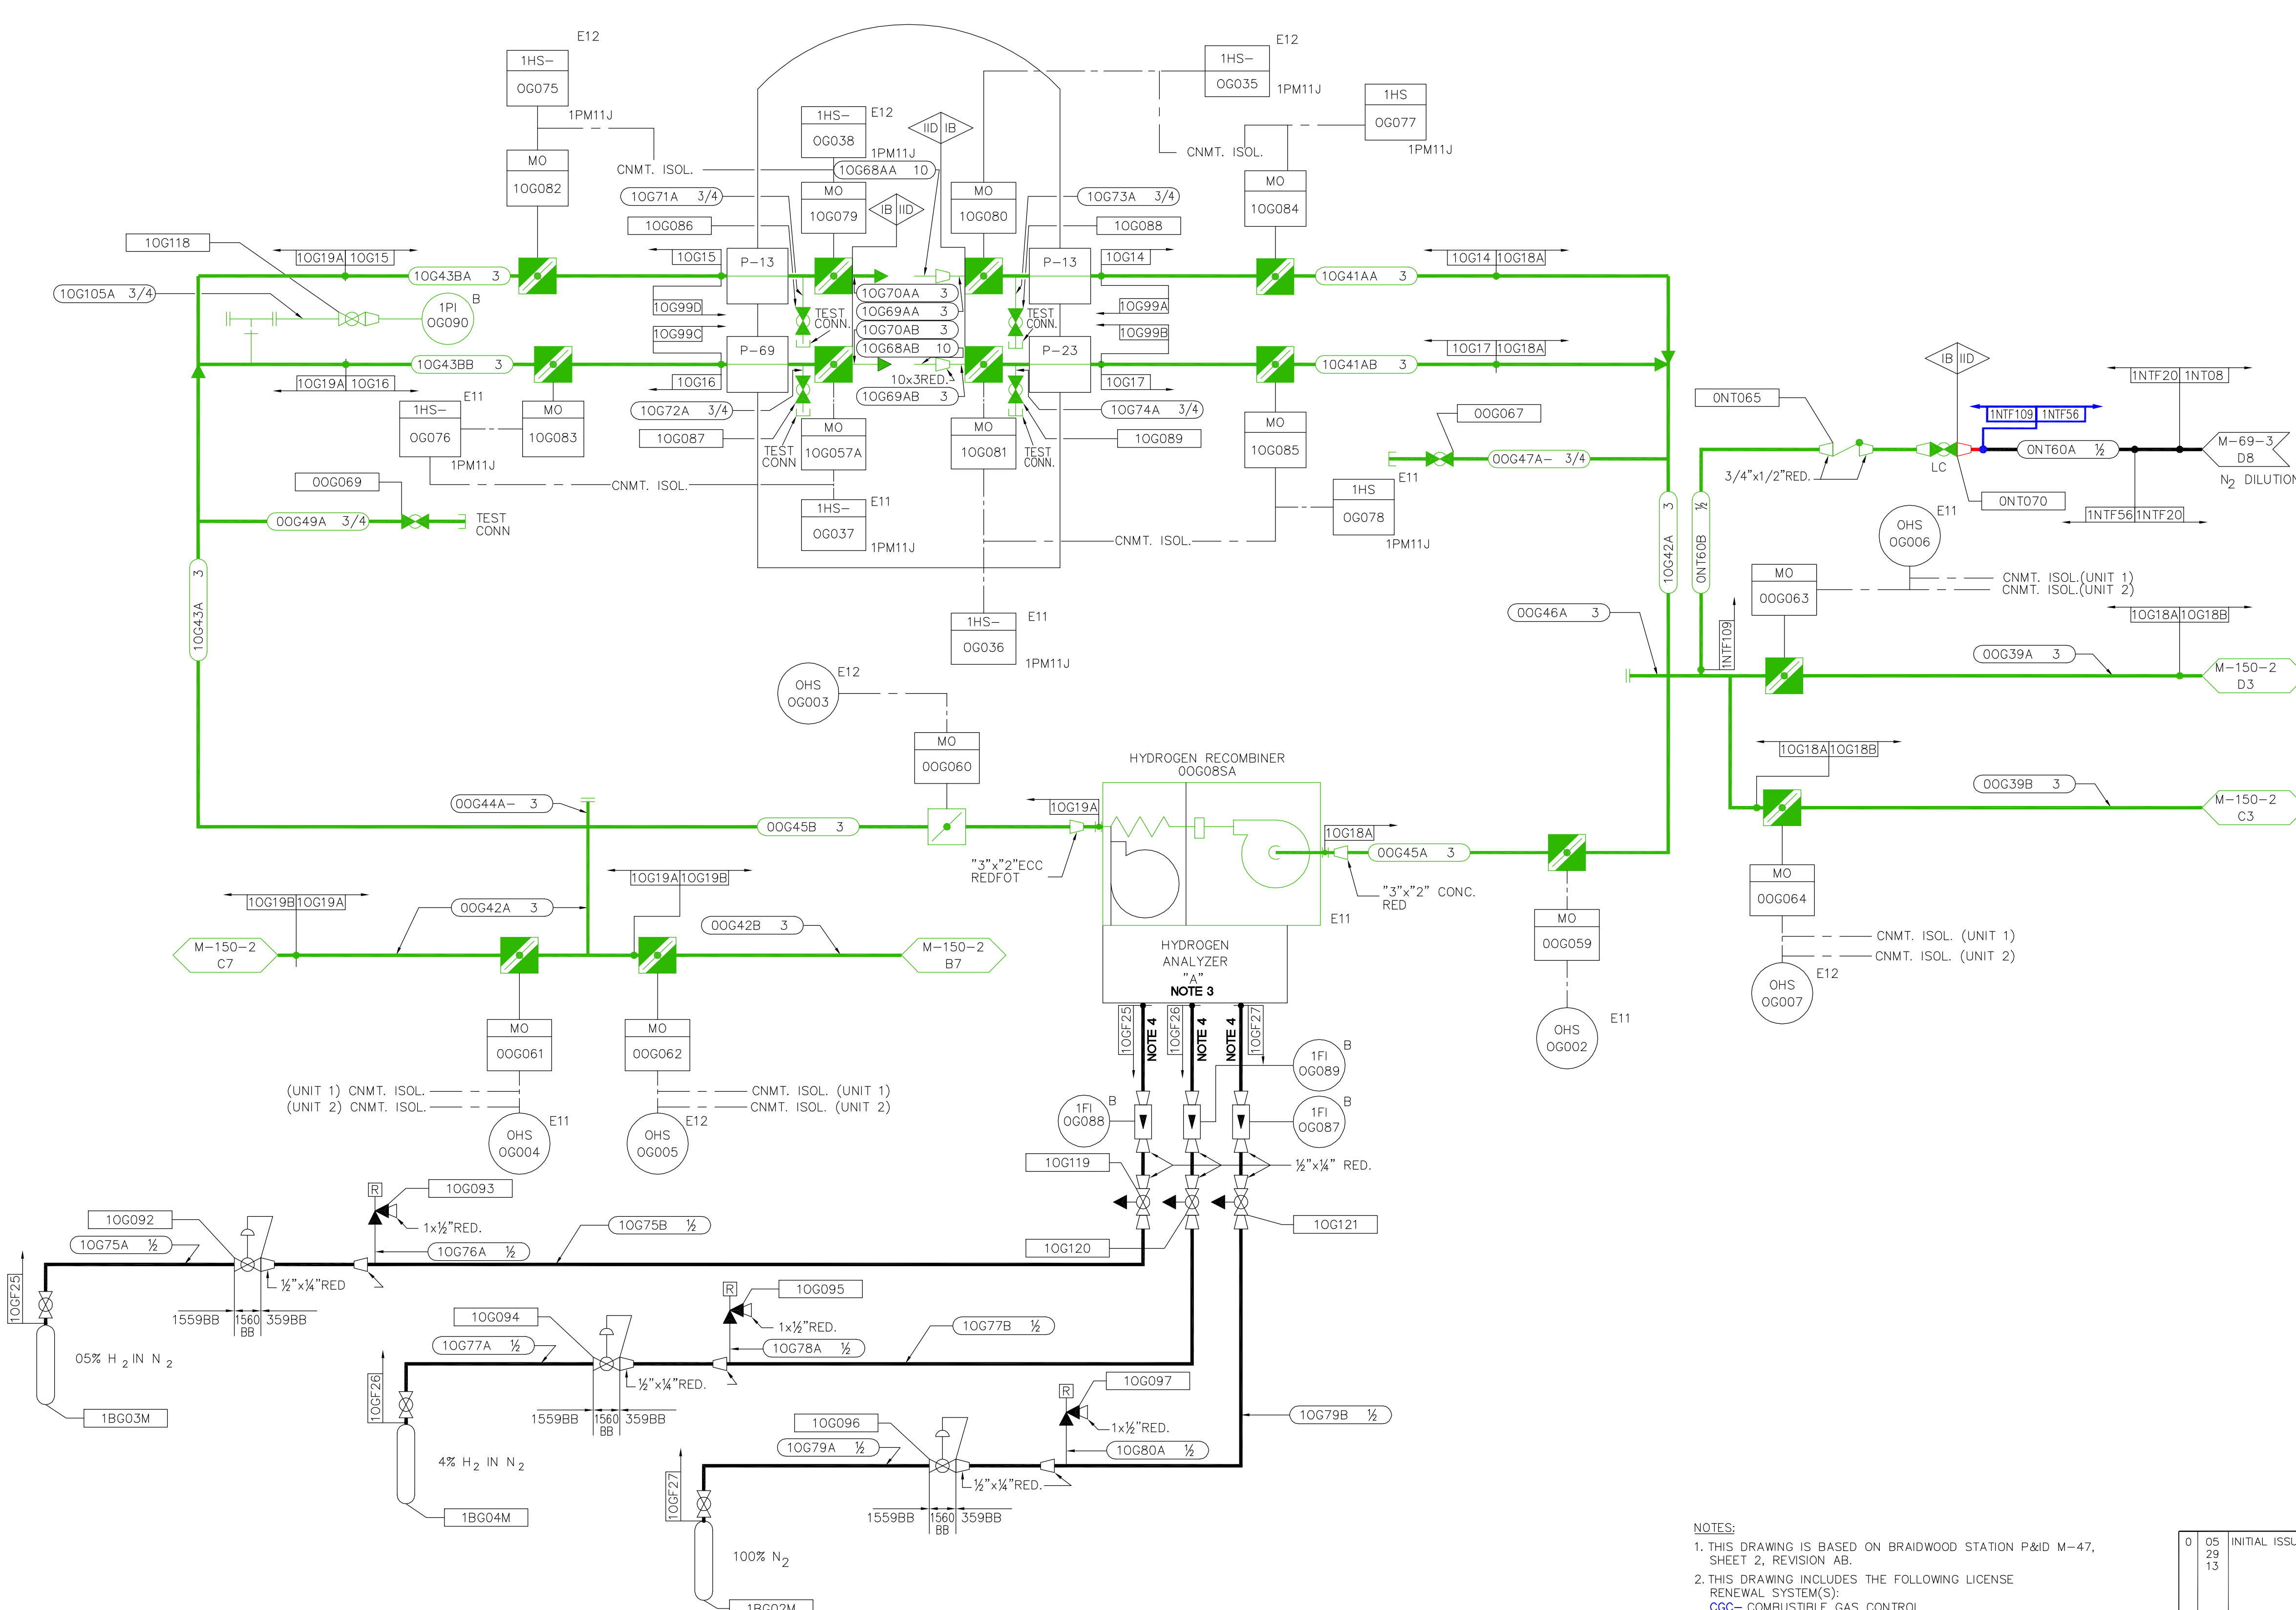 E12
1HS-
OG075
1PM11J
MO
1OG082
CNMT. ISOL.
1HS-
OG038
E12
1PM11J
IID IB
1OG68AA 10
E12
1HS-
OG035
1PM11J
1HS
OG077
1PM11J
CNMT. ISOL.
MO
1OG084
1OG71A 3/4
1OG086
MO
1OG079
IB IID
MO
1OG080
1OG73A 3/4
1OG088
1OG118
1OG19A 1OG15
1OG43BA 3
1OG15
P-13
P-13
1OG14
1OG41AA 3
1OG14 1OG18A
1OG105A 3/4
1PI
OG090
B
1OG99D
1OG99C
1OG70AA 3
1OG69AA 3
1OG70AB 3
1OG68AB 10
TEST
CONN.
TEST
CONN.
1OG99A
1OG99B
1OG43BB 3
P-69
P-23
1OG41AB 3
1OG17 1OG18A
1OG19A 1OG16
1OG16
10x3RED.
1OG69AB 3
1OG17
1HS-
OG076
E11
1PM11J
MO
1OG083
1OG72A 3/4
1OG087
TEST
CONN
MO
1OG057A
MO
1OG081
TEST
CONN.
1OG74A 3/4
1OG089
MO
1OG085
0OG067
0OG47A- 3/4
E11
0NT065
IB IID
1NTF109 1NTF56
1NTF20 1NT08
3/4"x1/2"RED.
LC
0NT60A ½
M-69-3
D8
N2 DILUTION
0NT070
1NTF56 1NTF20
0OG069
0OG49A 3/4
TEST
CONN
CNMT. ISOL.
1HS-
OG037
E11
1PM11J
CNMT. ISOL.
1HS
OG078
1PM11J
1OG42A 3
0NT60B ½
0HS
OG006
E11
CNMT. ISOL.(UNIT 1)
CNMT. ISOL.(UNIT 2)
MO
0OG063
1OG43A 3
1HS-
OG036
E11
1PM11J
0OG46A 3
1NTF109
1OG18A 1OG18B
0OG39A 3
M-150-2
D3
0HS
OG003
E12
MO
0OG060
HYDROGEN RECOMBINER
0OG08SA
1OG18A 1OG18B
0OG39B 3
M-150-2
C3
0OG44A- 3
0OG45B 3
1OG19A
"3"x"2"ECC
REDFOT
1OG18A
0OG45A 3
"3"x"2" CONC.
RED
E11
MO
0OG059
0HS
OG002
E11
MO
0OG064
CNMT. ISOL. (UNIT 1)
CNMT. ISOL. (UNIT 2)
0HS
OG007
E12
1OG19B 1OG19A
0OG42A 3
1OG19A 1OG19B
0OG42B 3
M-150-2
C7
M-150-2
B7
HYDROGEN
ANALYZER
"A"
NOTE 3
1OGF25
NOTE 4
1OGF26
NOTE 4
NOTE 4
1OGF27
MO
0OG061
MO
0OG062
(UNIT 1) CNMT. ISOL.
(UNIT 2) CNMT. ISOL.
CNMT. ISOL. (UNIT 1)
CNMT. ISOL. (UNIT 2)
0HS
OG004
E11
0HS
OG005
E12
1FI
OG089
B
1FI
OG088
B
1FI
OG087
B
1OG119
½"x¼" RED.
1OG121
1OG120
1OG092
R
1OG093
1x½"RED.
1OG75A ½
1OG76A ½
1OG75B ½
½"x¼"RED
1OGF25
1559BB
1560
BB
359BB
05% H2 IN N2
1BG03M
1OG094
R
1OG095
1x½"RED.
1OG77A ½
1OG78A ½
1OG77B ½
½"x¼"RED.
1OGF26
1559BB
1560
BB
359BB
4% H2 IN N2
1BG04M
1OG096
R
1OG097
1x½"RED.
1OG79A ½
1OG80A ½
1OG79B ½
½"x¼"RED.
1OGF27
1559BB
1560
BB
359BB
100% N2
1BG02M
NOTES:
1. THIS DRAWING IS BASED ON BRAIDWOOD STATION P&ID M-47,
SHEET 2, REVISION AB.
2. THIS DRAWING INCLUDES THE FOLLOWING LICENSE
RENEWAL SYSTEM(S):
CGC- COMBUSTIBLE GAS CONTROL
0
05
29
13
INITIAL